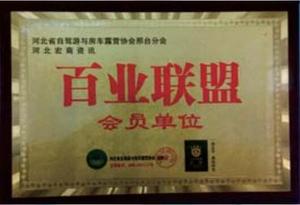 河北省自驾游与房车露营协会邢台分会
河北宏商资讯
百业联盟
会员单位